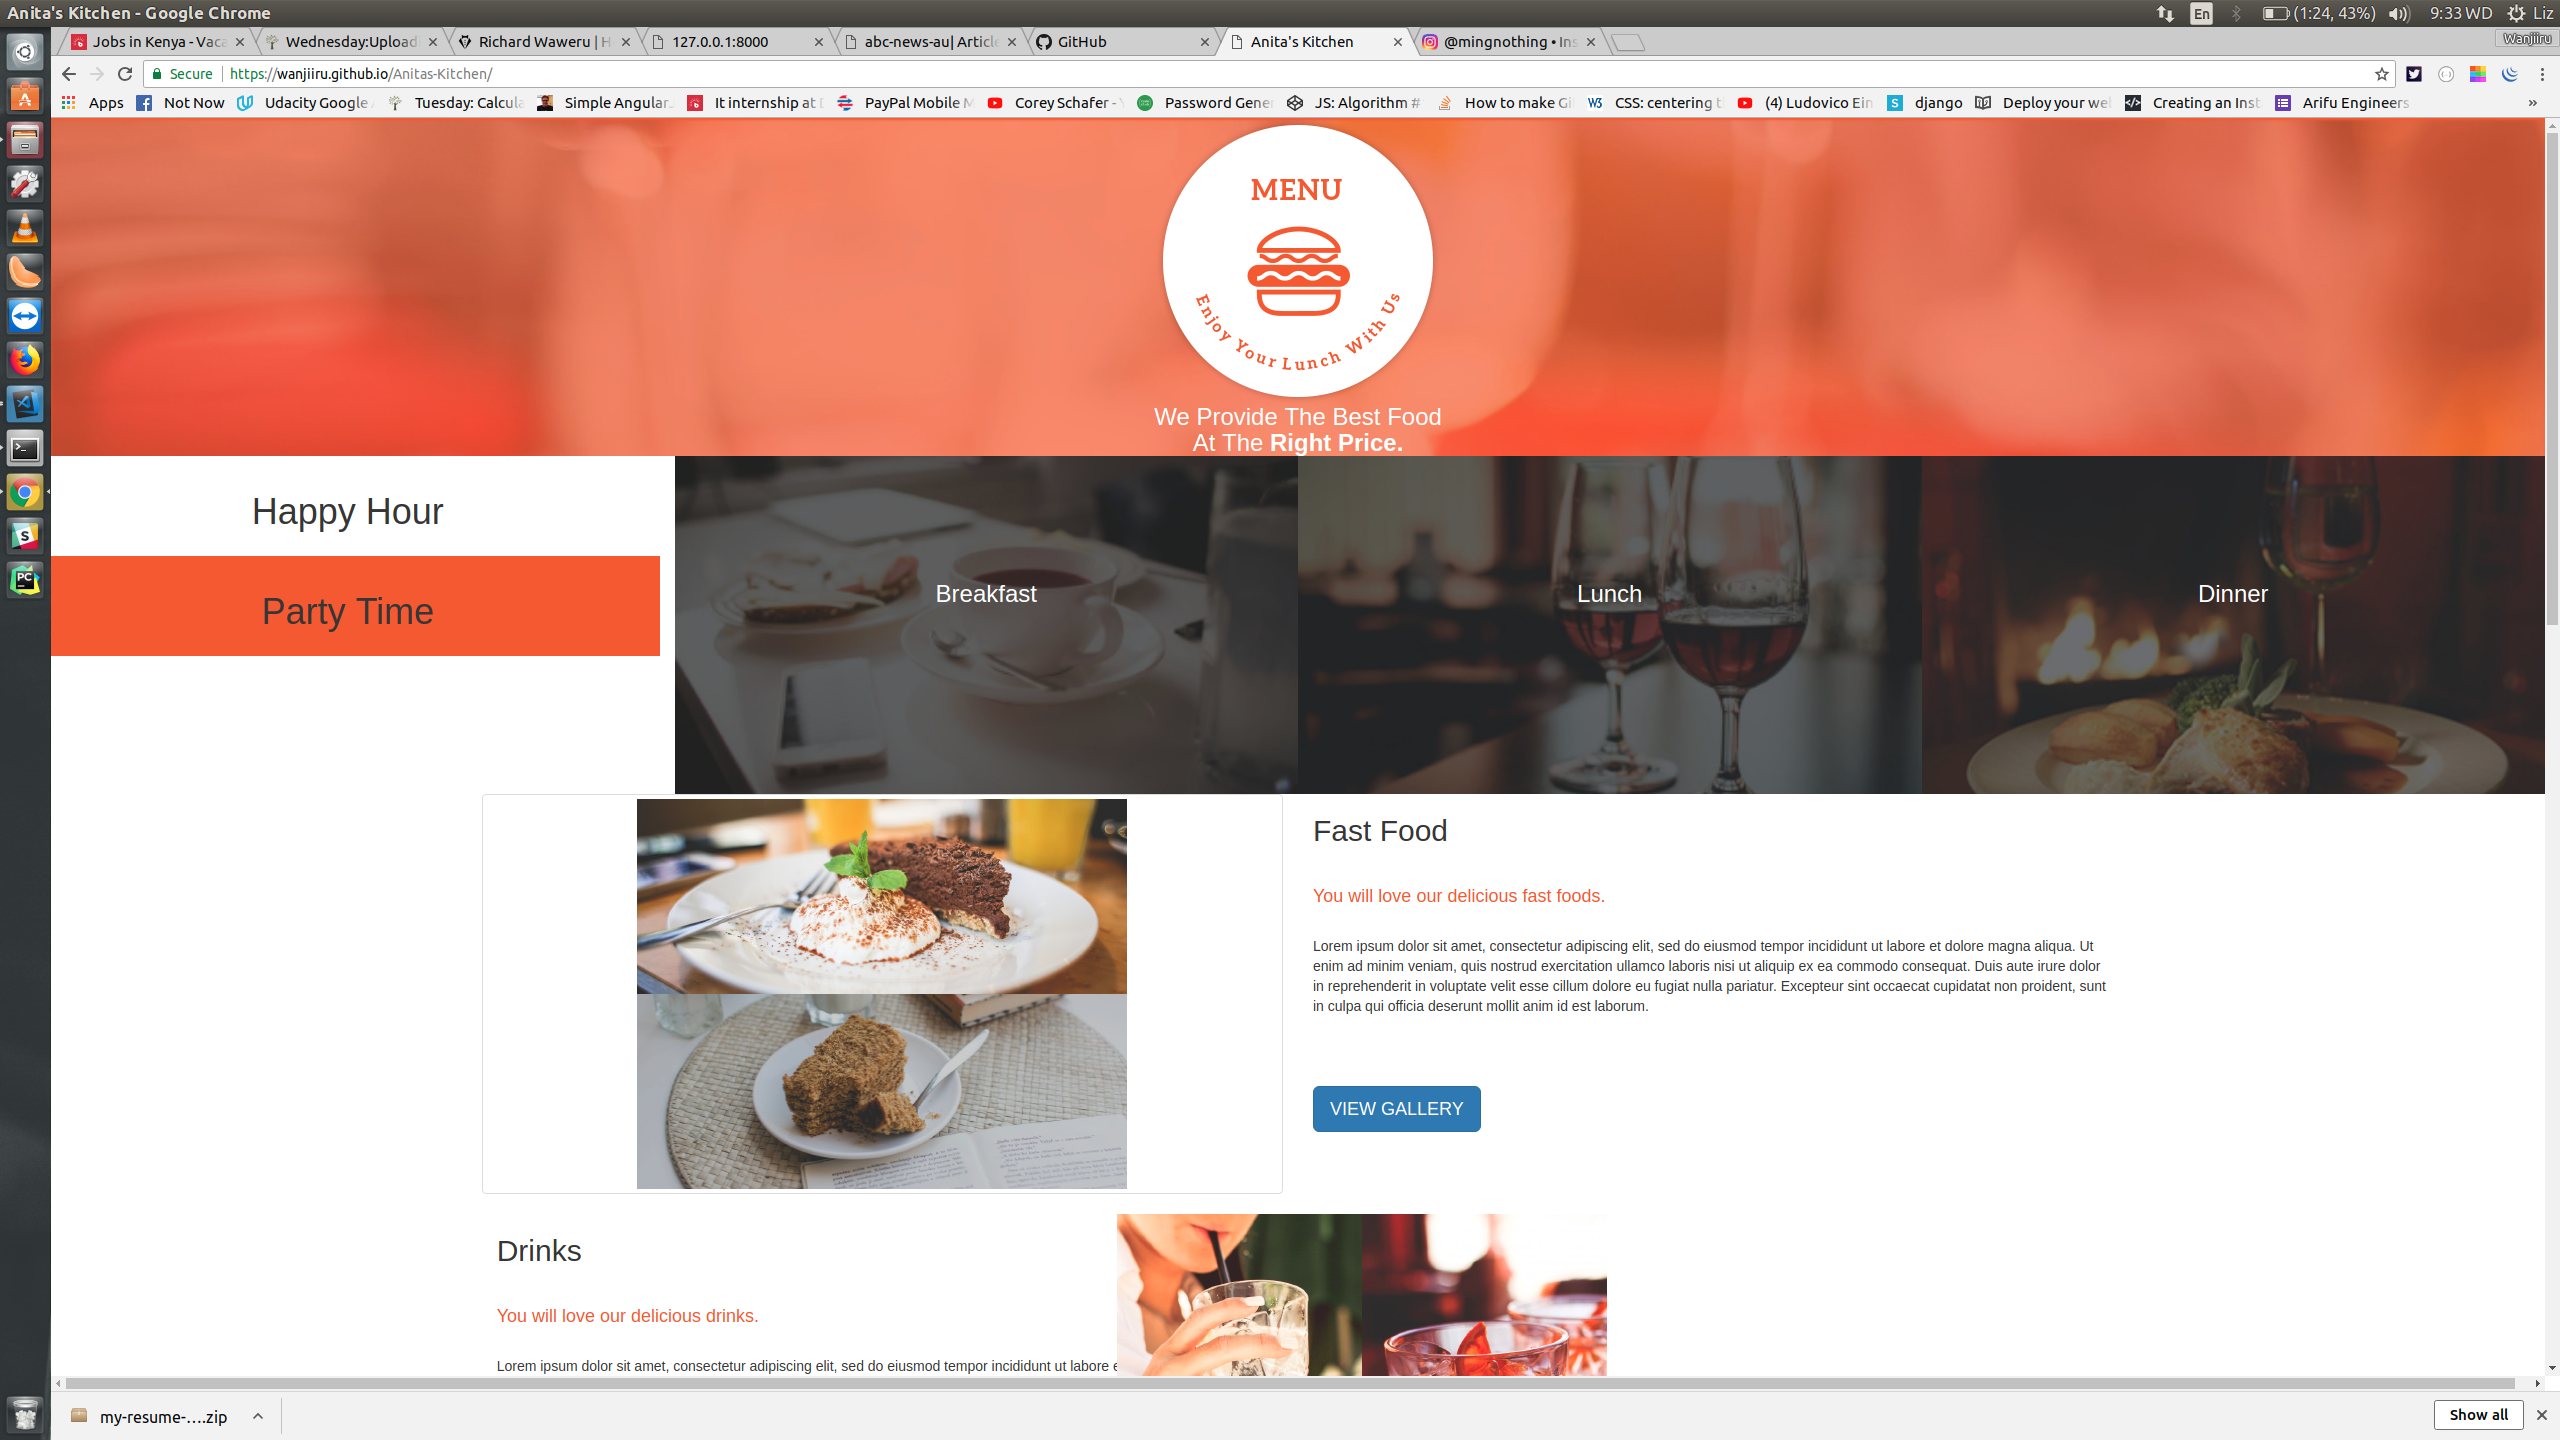 Anita's Kitchen - Google Chrome
En
(1:24, 43%)
9:33 WD
Liz
Jobs in Kenya - Vaca
Wednesday:Upload
Richard Waweru | H
127.0.0.1:8000
abc-news-au| Article
GitHub
Anita's Kitchen
@mingnothing • Ins
Wanjiiru
Secure
https://wanjiiru.github.io/Anitas-Kitchen/
Apps
Not Now
Udacity Google
Tuesday: Calcula
Simple Angular
It internship at
PayPal Mobile
Corey Schafer -
Password Gener
JS: Algorithm #
How to make Gi
W3
CSS: centering
(4) Ludovico Ein
S
django
Deploy your we
Creating an Inst
Arifu Engineers
»
MENU
Enjoy Your Lunch With Us
We Provide The Best Food
At The Right Price.
Happy Hour
Party Time
Breakfast
Lunch
Dinner
Fast Food
You will love our delicious fast foods.
Lorem ipsum dolor sit amet, consectetur adipiscing elit, sed do eiusmod tempor incididunt ut labore et dolore magna aliqua. Ut
enim ad minim veniam, quis nostrud exercitation ullamco laboris nisi ut aliquip ex ea commodo consequat. Duis aute irure dolor
in reprehenderit in voluptate velit esse cillum dolore eu fugiat nulla pariatur. Excepteur sint occaecat cupidatat non proident, sunt
in culpa qui officia deserunt mollit anim id est laborum.
VIEW GALLERY
Drinks
You will love our delicious drinks.
Lorem ipsum dolor sit amet, consectetur adipiscing elit, sed do eiusmod tempor incididunt ut labore e
my-resume-….zip
Show all